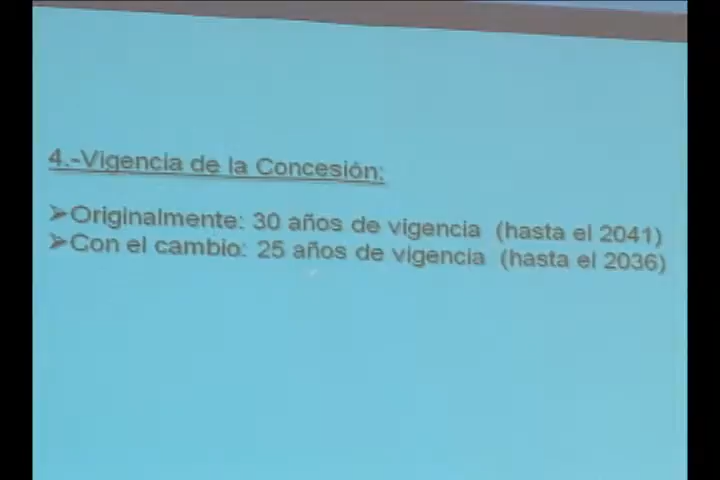 4.-Vigencia de la Concesión:
➢Originalmente: 30 años de vigencia (hasta el 2041)
➢Con el cambio: 25 años de vigencia (hasta el 2036)